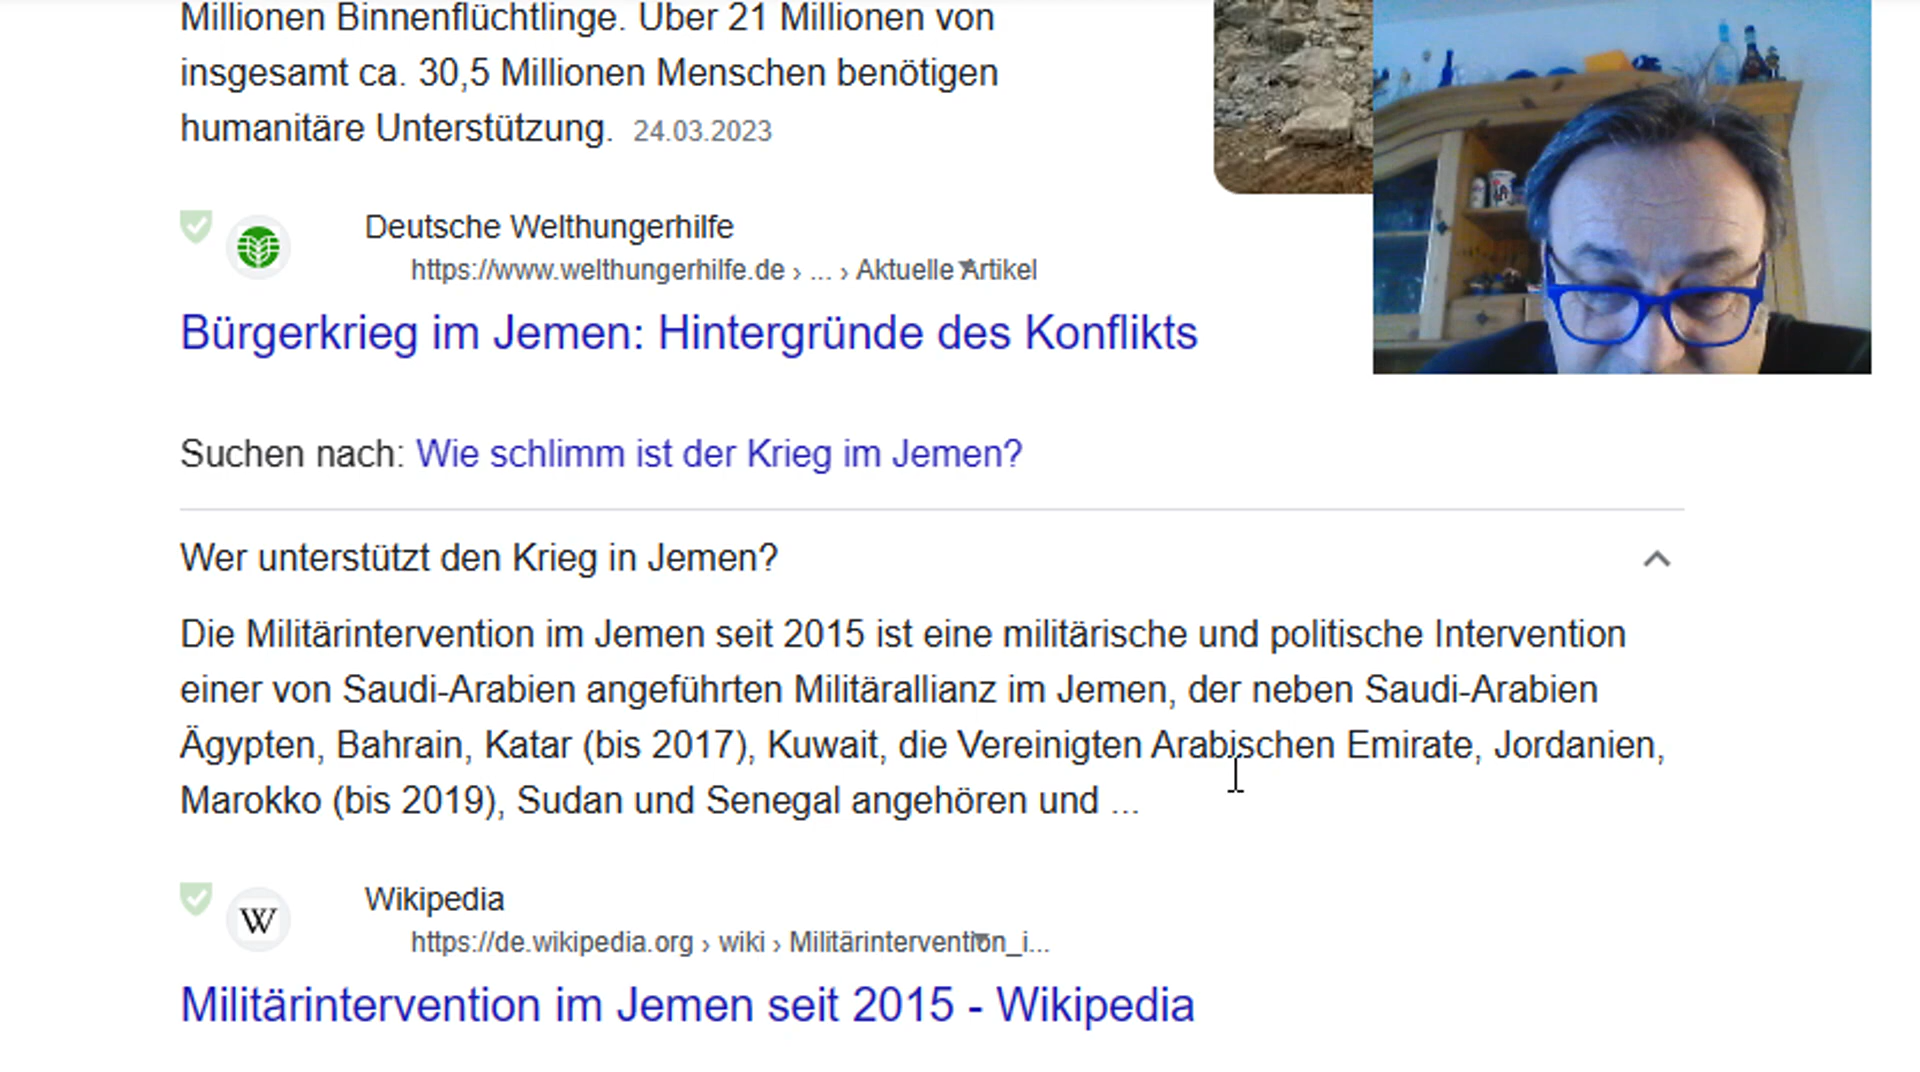 Millionen Binnenflüchtlinge. Über 21 Millionen von
insgesamt ca. 30,5 Millionen Menschen benötigen
humanitäre Unterstützung. 24.03.2023
Deutsche Welthungerhilfe
https://www.welthungerhilfe.de › ... › Aktuelle Artikel
Bürgerkrieg im Jemen: Hintergründe des Konflikts
Suchen nach: Wie schlimm ist der Krieg im Jemen?
Wer unterstützt den Krieg in Jemen?
Die Militärintervention im Jemen seit 2015 ist eine militärische und politische Intervention
einer von Saudi-Arabien angeführten Militärallianz im Jemen, der neben Saudi-Arabien
Ägypten, Bahrain, Katar (bis 2017), Kuwait, die Vereinigten Arabischen Emirate, Jordanien,
Marokko (bis 2019), Sudan und Senegal angehören und ...
W
Wikipedia
https://de.wikipedia.org › wiki › Militärintervention_i...
Militärintervention im Jemen seit 2015 - Wikipedia